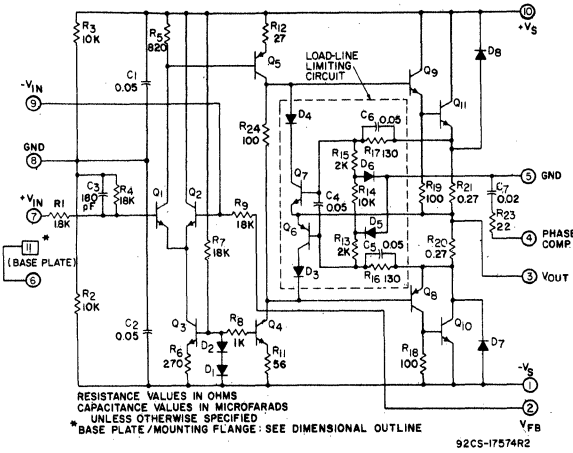 R3
10K
R5
820
R12
27
LOAD-LINE
LIMITING
CIRCUIT
10
+VS
C1
0.05
Q5
Q9
D8
-VIN
9
D4
C6
0.05
Q11
R24
100
R17 130
R15
2K
D6
GND
8
5
GND
+VIN
7
R1
18K
C3
180
pF
R4
18K
Q1
Q2
R9
18K
Q7
C4
0.05
R14
10K
R19
100
R21
0.27
C7
0.02
R23
22
4
PHASE
COMP.
Q6
D5
R7
18K
R13
2K
C5
0.05
R20
0.27
11
*
(BASE PLATE)
6
D3
R16 130
3
VOUT
R2
10K
Q8
C2
0.05
Q3
R8
1K
Q4
Q10
D7
R6
270
D2
D1
R11
56
R18
100
-VS
1
RESISTANCE VALUES IN OHMS
CAPACITANCE VALUES IN MICROFARADS
UNLESS OTHERWISE SPECIFIED
2
VFB
*BASE PLATE/MOUNTING FLANGE: SEE DIMENSIONAL OUTLINE
92CS-17574R2